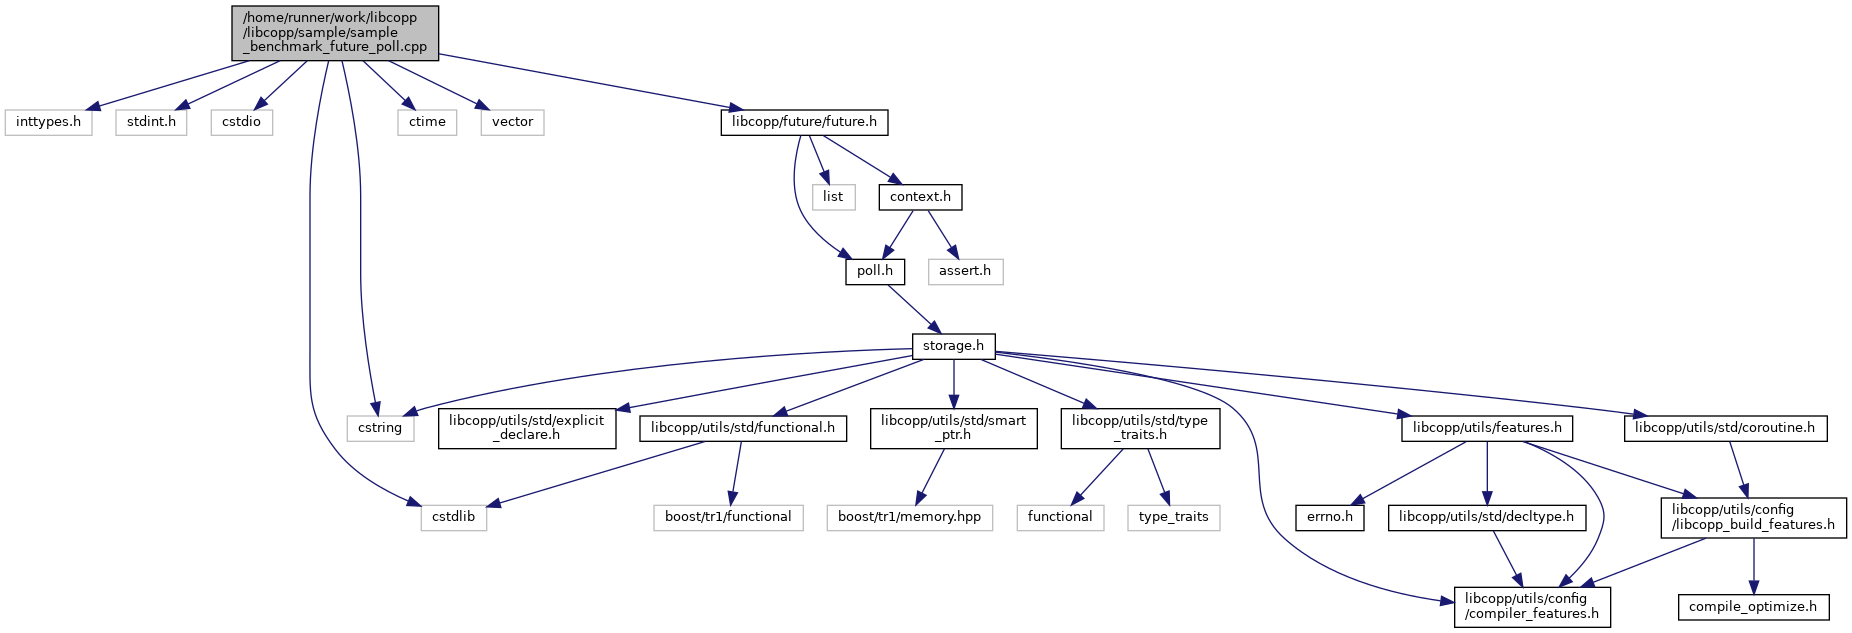 /home/runner/work/libcopp
/libcopp/sample/sample
_benchmark_future_poll.cpp
inttypes.h
stdint.h
cstdio
ctime
vector
libcopp/future/future.h
list
context.h
poll.h
assert.h
storage.h
cstring
libcopp/utils/std/explicit
_declare.h
libcopp/utils/std/functional.h
libcopp/utils/std/smart
_ptr.h
libcopp/utils/std/type
_traits.h
libcopp/utils/features.h
libcopp/utils/std/coroutine.h
cstdlib
boost/tr1/functional
boost/tr1/memory.hpp
functional
type_traits
errno.h
libcopp/utils/std/decltype.h
libcopp/utils/config
/libcopp_build_features.h
libcopp/utils/config
/compiler_features.h
compile_optimize.h